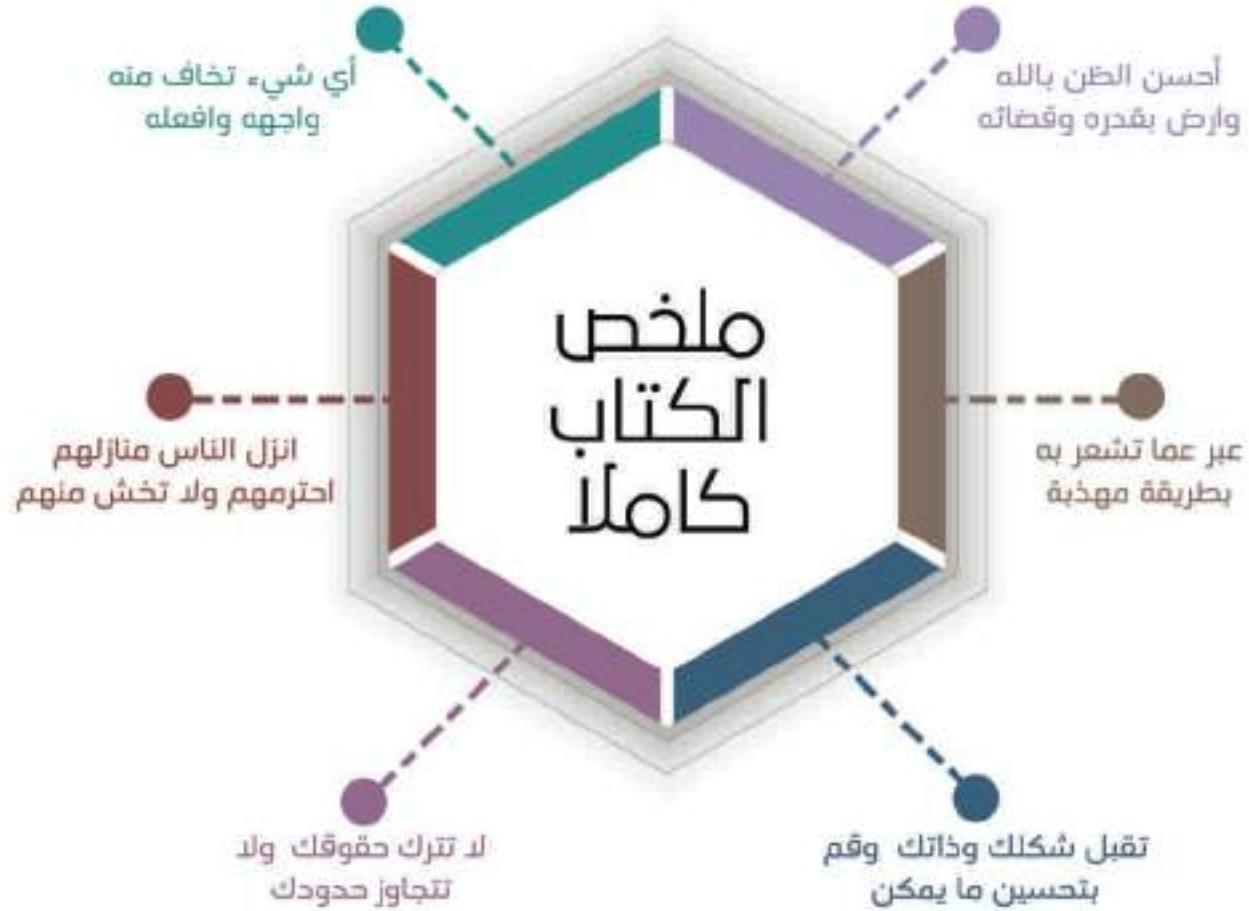 ملخص
الكتاب
كاملا
أحسن الظن بالله
وارض بقدره وقضائه
عبر عما تشعر به
بطريقة مهذبة
تقبل شكلك وذاتك وقم
بتحسين ما يمكن
لا تترك حقوقك ولا
تتجاوز حدودك
انزل الناس منازلهم
احترمهم ولا تخش منهم
أي شيء تخاف منه
واجهه وافعله